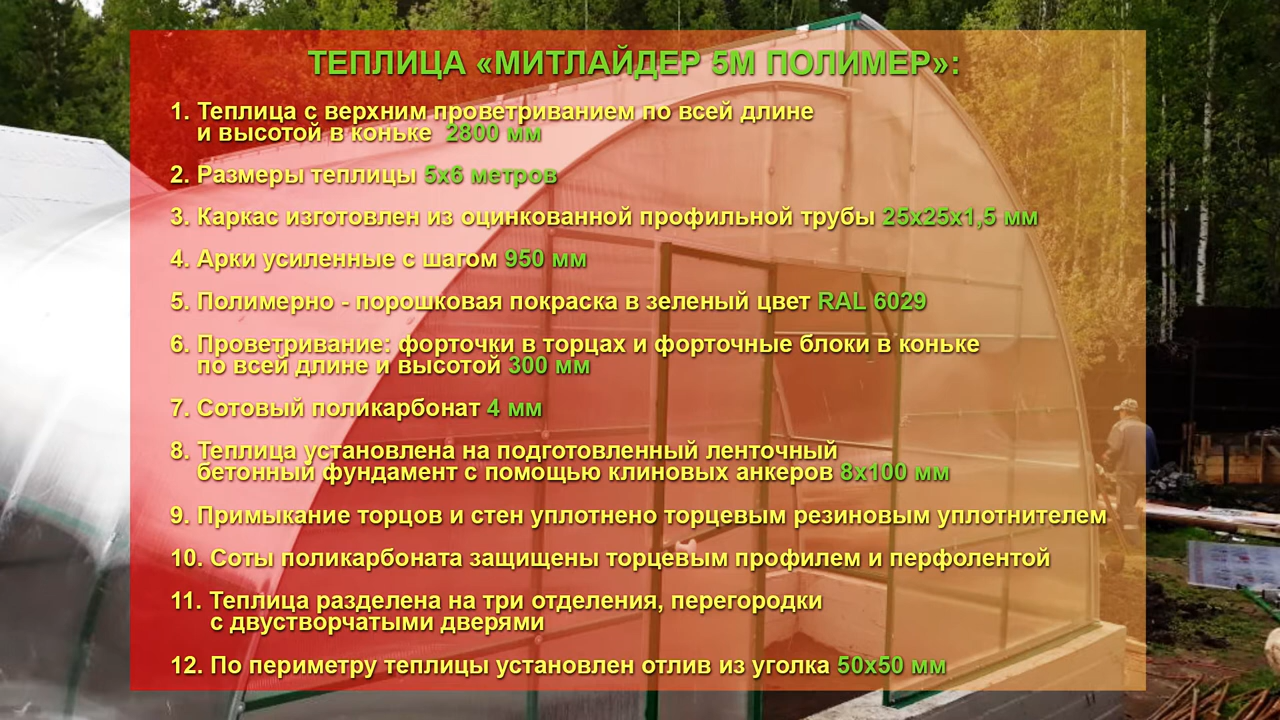 ТЕПЛИЦА «МИТЛАЙДЕР 5М ПОЛИМЕР»:
1. Теплица с верхним проветриванием по всей длине
и высотой в коньке 2800 мм
2. Размеры теплицы 5х6 метров
3. Каркас изготовлен из оцинкованной профильной трубы 25х25х1,5 мм
4. Арки усиленные с шагом 950 мм
5. Полимерно - порошковая покраска в зеленый цвет RAL 6029
6. Проветривание: форточки в торцах и форточные блоки в коньке
по всей длине и высотой 300 мм
7. Сотовый поликарбонат 4 мм
8. Теплица установлена на подготовленный ленточный
бетонный фундамент с помощью клиновых анкеров 8х100 мм
9. Примыкание торцов и стен уплотнено торцевым резиновым уплотнителем
10. Соты поликарбоната защищены торцевым профилем и перфолентой
11. Теплица разделена на три отделения, перегородки
с двустворчатыми дверями
12. По периметру теплицы установлен отлив из уголка 50х50 мм